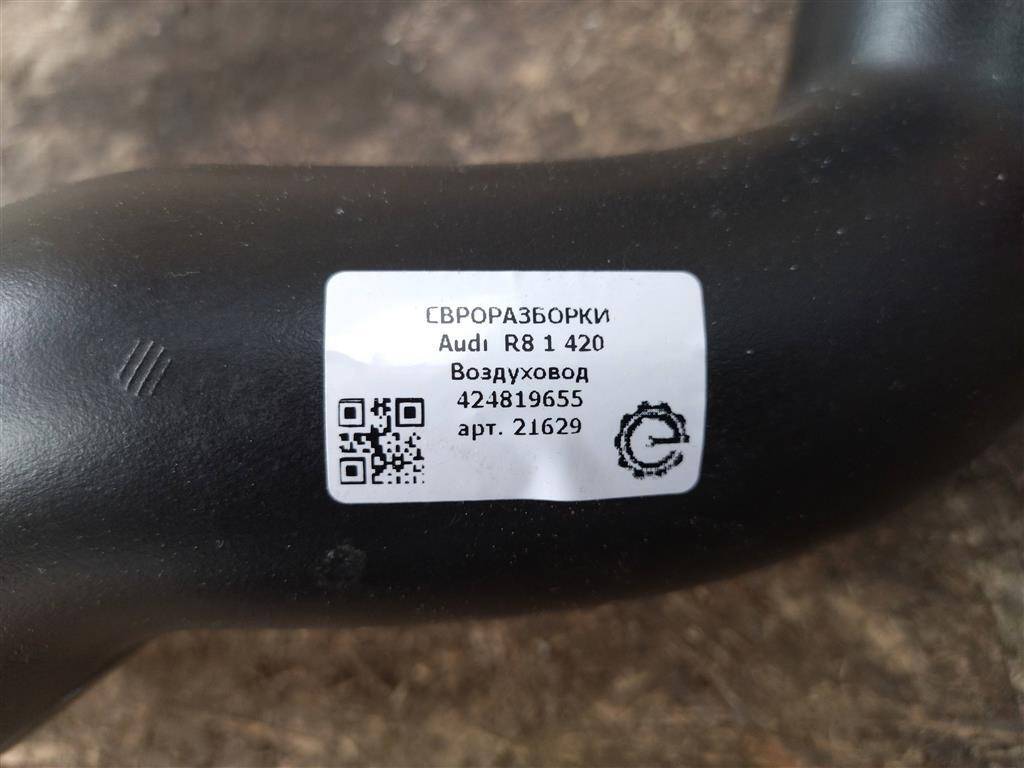 ЕВРОРАЗБОРКИ
Audi R8 1 420
Воздуховод
424819655
арт. 21629